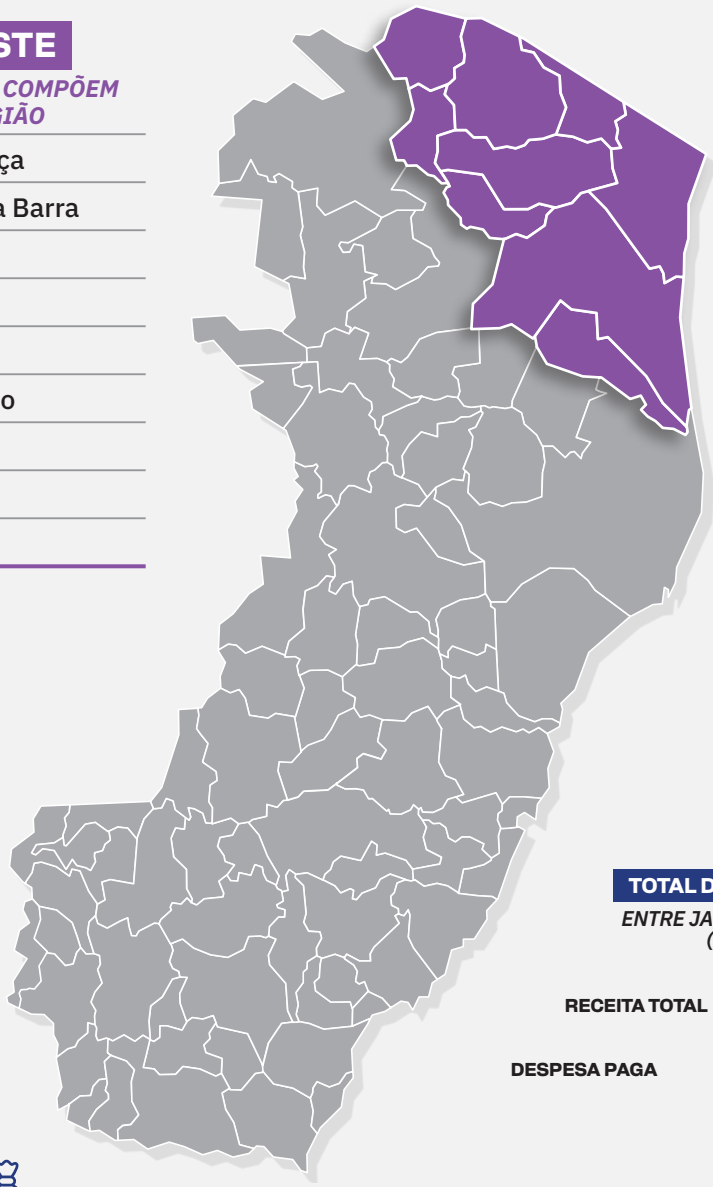 STE
COMPÕEM
GIÃO
ça
a Barra
o
TOTAL D
ENTRE JA
(
RECEITA TOTAL
DESPESA PAGA